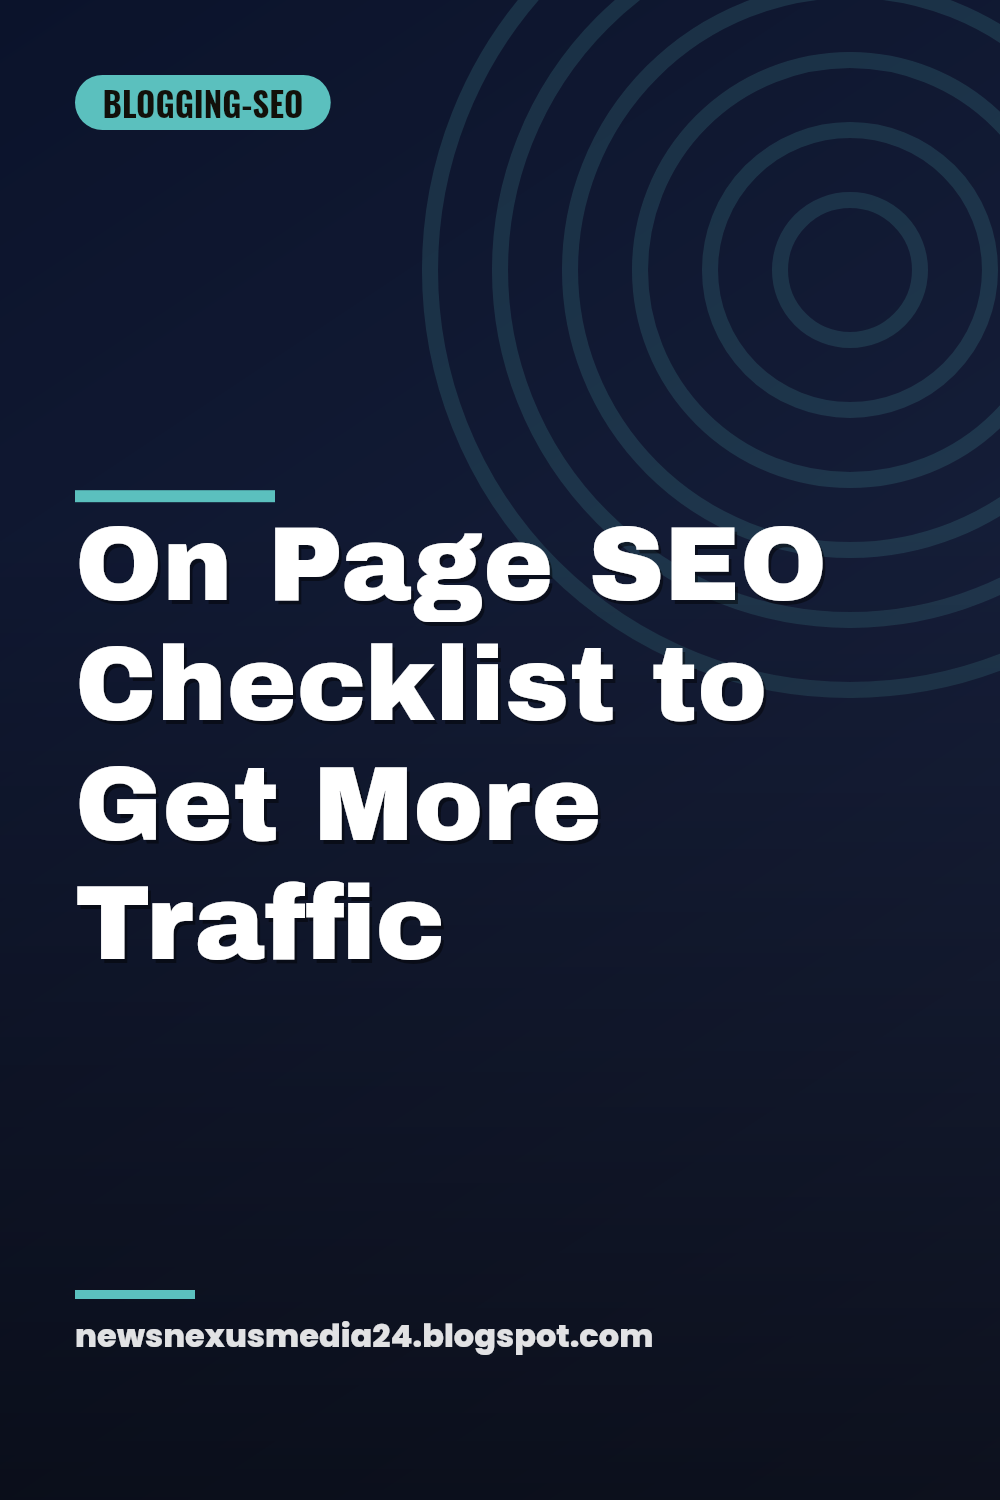 BLOGGING-SEO
On Page SEO
Checklist to
Get More
Traffic
newsnexusmedia24.blogspot.com